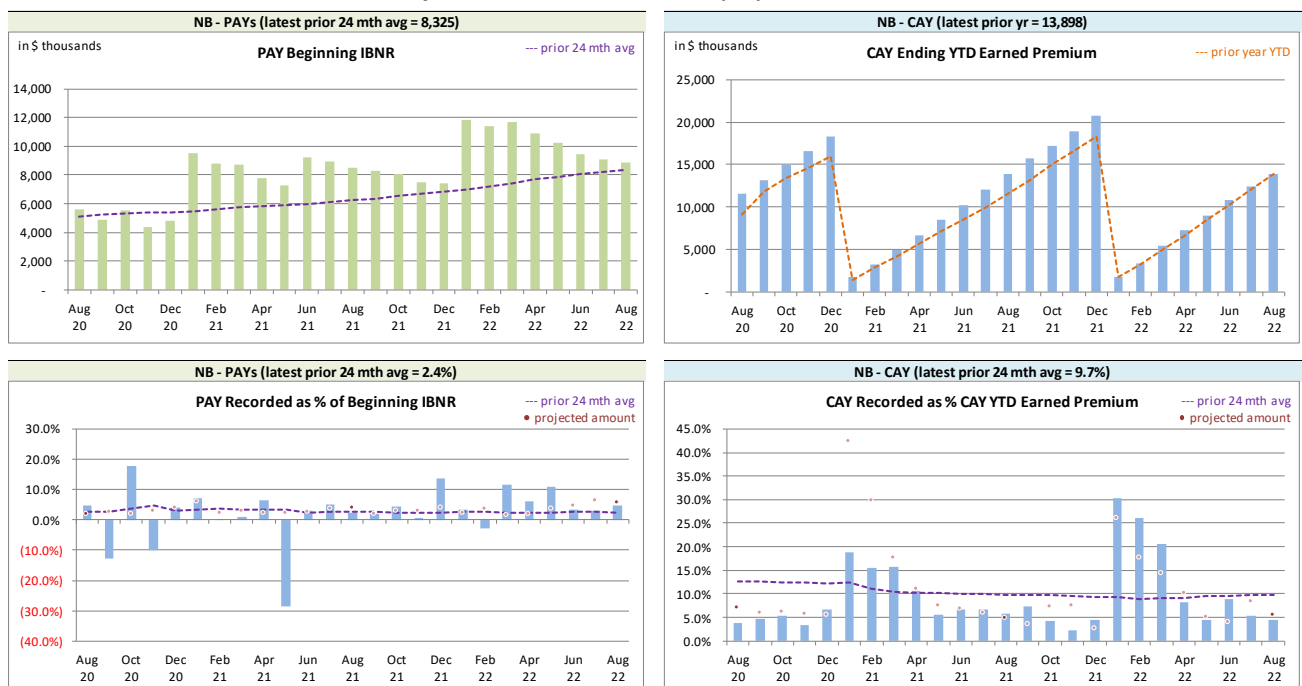 NB - PAYs (latest prior 24 mth avg = 8,325)
in $ thousands
PAY Beginning IBNR
--- prior 24 mth avg
14,000
12,000
10,000
8,000
6,000
4,000
2,000
-
Aug Oct Dec Feb Apr Jun Aug Oct Dec Feb Apr Jun Aug
20 20 20 21 21 21 21 21 21 22 22 22 22
NB - CAY (latest prior yr = 13,898)
in $ thousands
CAY Ending YTD Earned Premium
--- prior year YTD
25,000
20,000
15,000
10,000
5,000
-
Aug Oct Dec Feb Apr Jun Aug Oct Dec Feb Apr Jun Aug
20 20 20 21 21 21 21 21 21 22 22 22 22
NB - PAYs (latest prior 24 mth avg = 2.4%)
PAY Recorded as % of Beginning IBNR
--- prior 24 mth avg
• projected amount
30.0%
20.0%
10.0%
0.0%
(10.0%)
(20.0%)
(30.0%)
(40.0%)
Aug Oct Dec Feb Apr Jun Aug Oct Dec Feb Apr Jun Aug
20 20 20 21 21 21 21 21 21 22 22 22 22
NB - CAY (latest prior 24 mth avg = 9.7%)
CAY Recorded as % CAY YTD Earned Premium
--- prior 24 mth avg
• projected amount
45.0%
40.0%
35.0%
30.0%
25.0%
20.0%
15.0%
10.0%
5.0%
0.0%
Aug Oct Dec Feb Apr Jun Aug Oct Dec Feb Apr Jun Aug
20 20 20 21 21 21 21 21 21 22 22 22 22